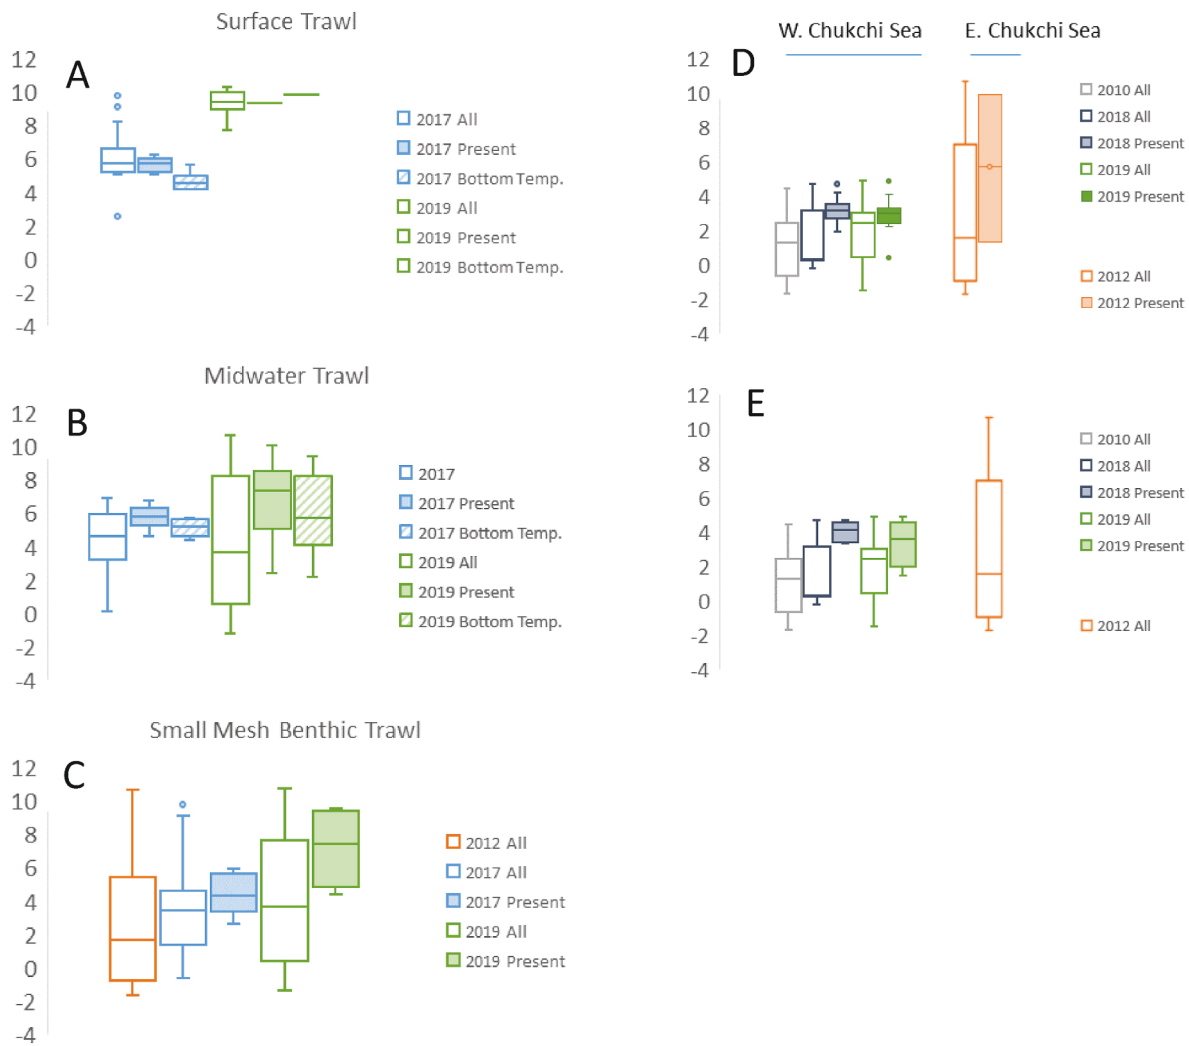 Surface Trawl
A
12
10
8
6
4
2
0
-2
-4
2017 All
2017 Present
2017 Bottom Temp.
2019 All
2019 Present
2019 Bottom Temp.
Midwater Trawl
B
12
10
8
6
4
2
0
-2
-4
2017
2017 Present
2017 Bottom Temp.
2019 All
2019 Present
2019 Bottom Temp.
Small Mesh Benthic Trawl
C
12
10
8
6
4
2
0
-2
-4
2012 All
2017 All
2017 Present
2019 All
2019 Present
W. Chukchi Sea
E. Chukchi Sea
D
12
10
8
6
4
2
0
-2
-4
2010 All
2018 All
2018 Present
2019 All
2019 Present
2012 All
2012 Present
E
12
10
8
6
4
2
0
-2
-4
2010 All
2018 All
2018 Present
2019 All
2019 Present
2012 All